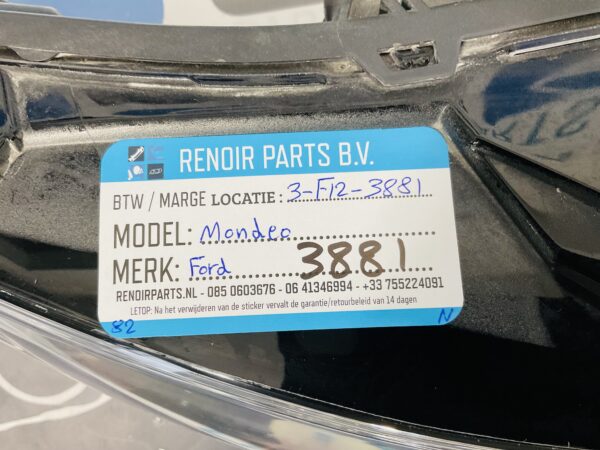 RENOIR PARTS B.V.
BTW / MARGE LOCATIE: 3-F12-3881
MODEL: Mondeo
MERK: Ford 3881
RENOIRPARTS.NL - 085 0603676 - 06 41346994 - +33 755224091
LETOP: Na het verwijderen van de sticker vervalt de garantie/retourbeleid van 14 dagen
82 N